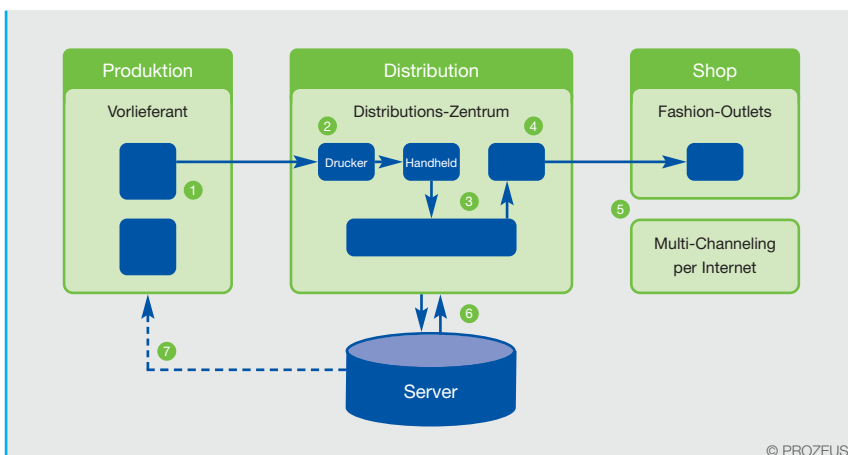 Produktion
Distribution
Shop
Vorlieferant
Distributions-Zentrum
Fashion-Outlets
2
4
Drucker
Handheld
1
3
5
Multi-Channeling
per Internet
6
7
Server
© PROZEUS